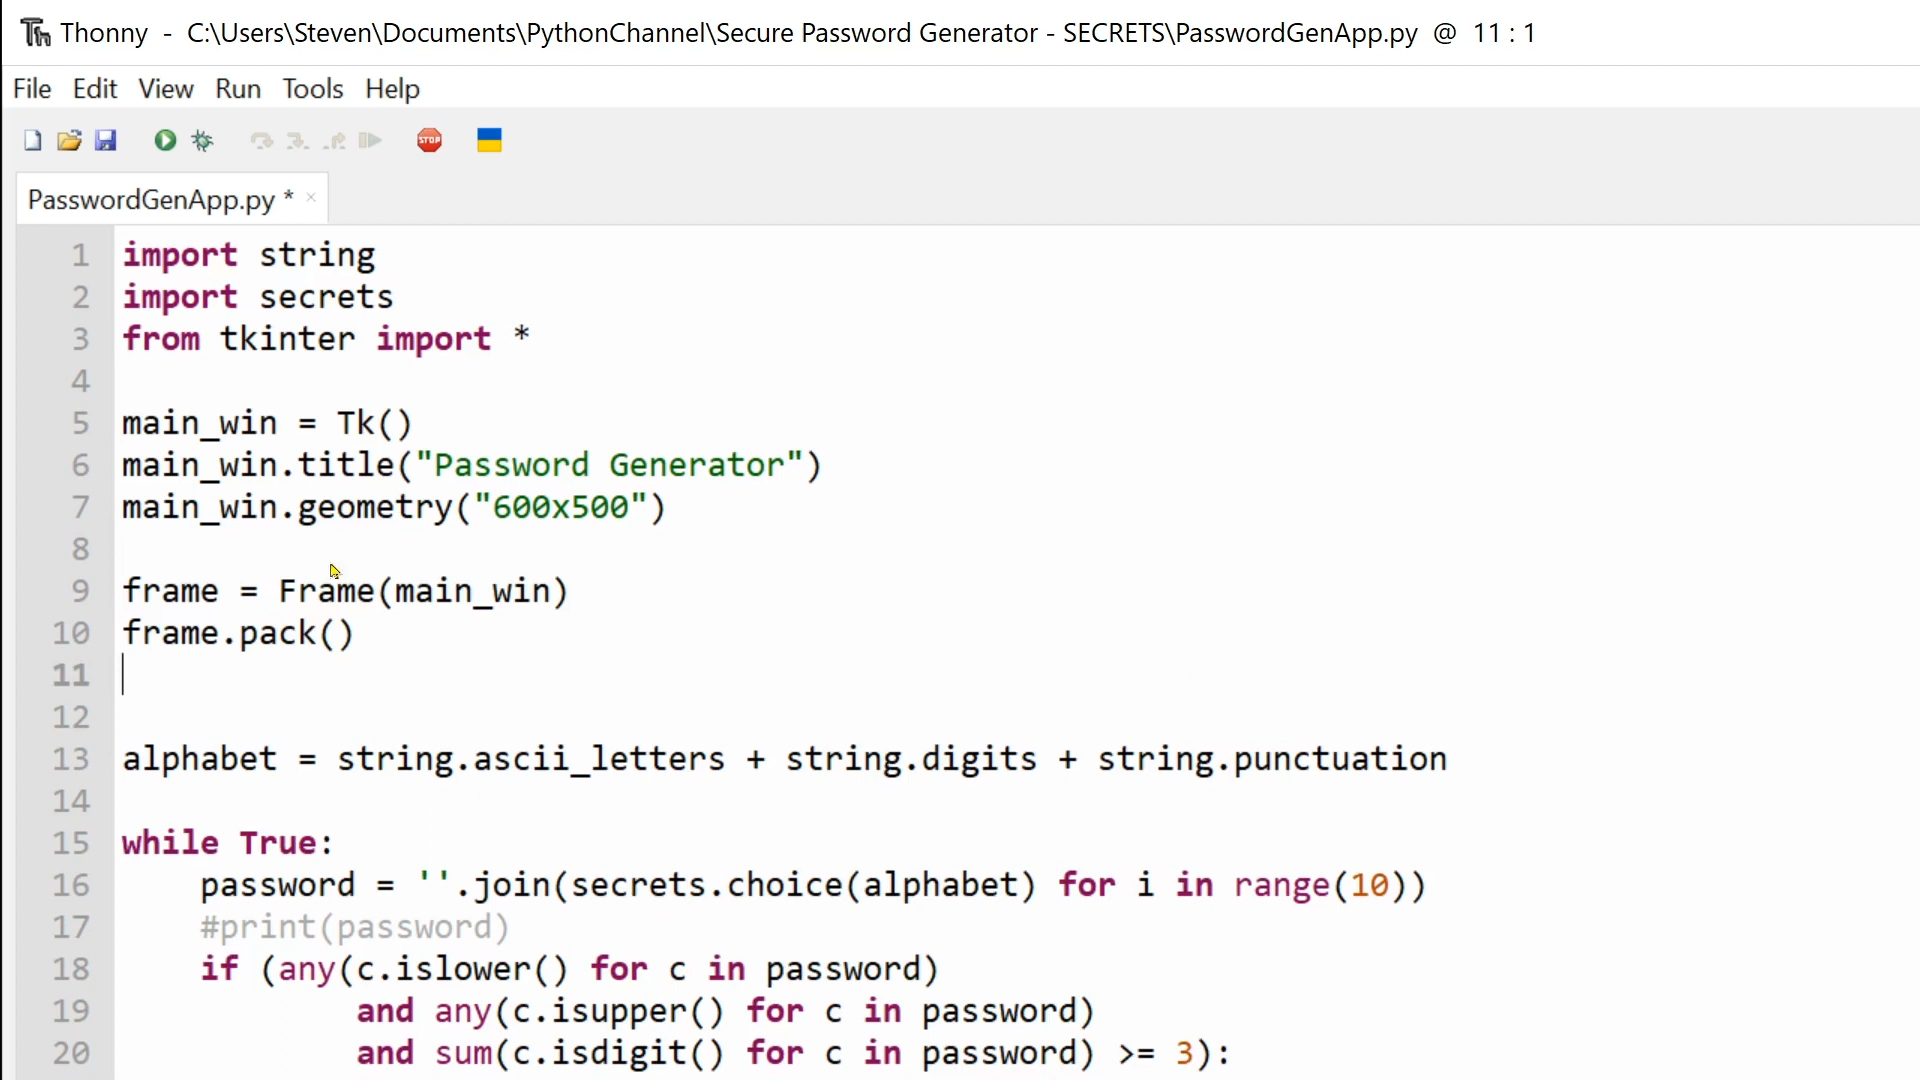 Thonny - C:\Users\Steven\Documents\PythonChannel\Secure Password Generator - SECRETS\PasswordGenApp.py @ 11 : 1
File Edit View Run Tools Help
STOP
PasswordGenApp.py * ×
1 import string
2 import secrets
3 from tkinter import *
4
5 main_win = Tk()
6 main_win.title("Password Generator")
7 main_win.geometry("600x500")
8
9 frame = Frame(main_win)
10 frame.pack()
11
12
13 alphabet = string.ascii_letters + string.digits + string.punctuation
14
15 while True:
16     password = ''.join(secrets.choice(alphabet) for i in range(10))
17     #print(password)
18     if (any(c.islower() for c in password)
19             and any(c.isupper() for c in password)
20             and sum(c.isdigit() for c in password) >= 3):